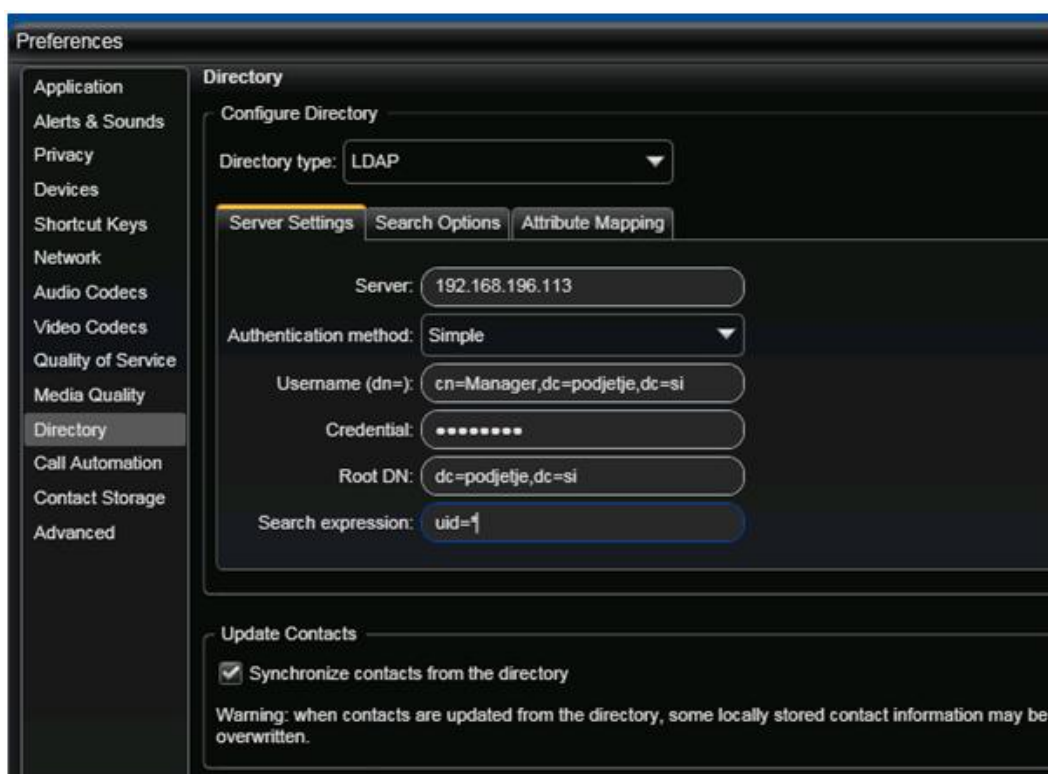 Preferences
Application
Alerts & Sounds
Privacy
Devices
Shortcut Keys
Network
Audio Codecs
Video Codecs
Quality of Service
Media Quality
Directory
Call Automation
Contact Storage
Advanced
Directory
Configure Directory
Directory type: LDAP
Server Settings Search Options Attribute Mapping
Server: 192.168.196.113
Authentication method: Simple
Username (dn=): cn=Manager,dc=podjetje,dc=si
Credential: ••••••••
Root DN: dc=podjetje,dc=si
Search expression: uid=*
Update Contacts
Synchronize contacts from the directory
Warning: when contacts are updated from the directory, some locally stored contact information may be
overwritten.